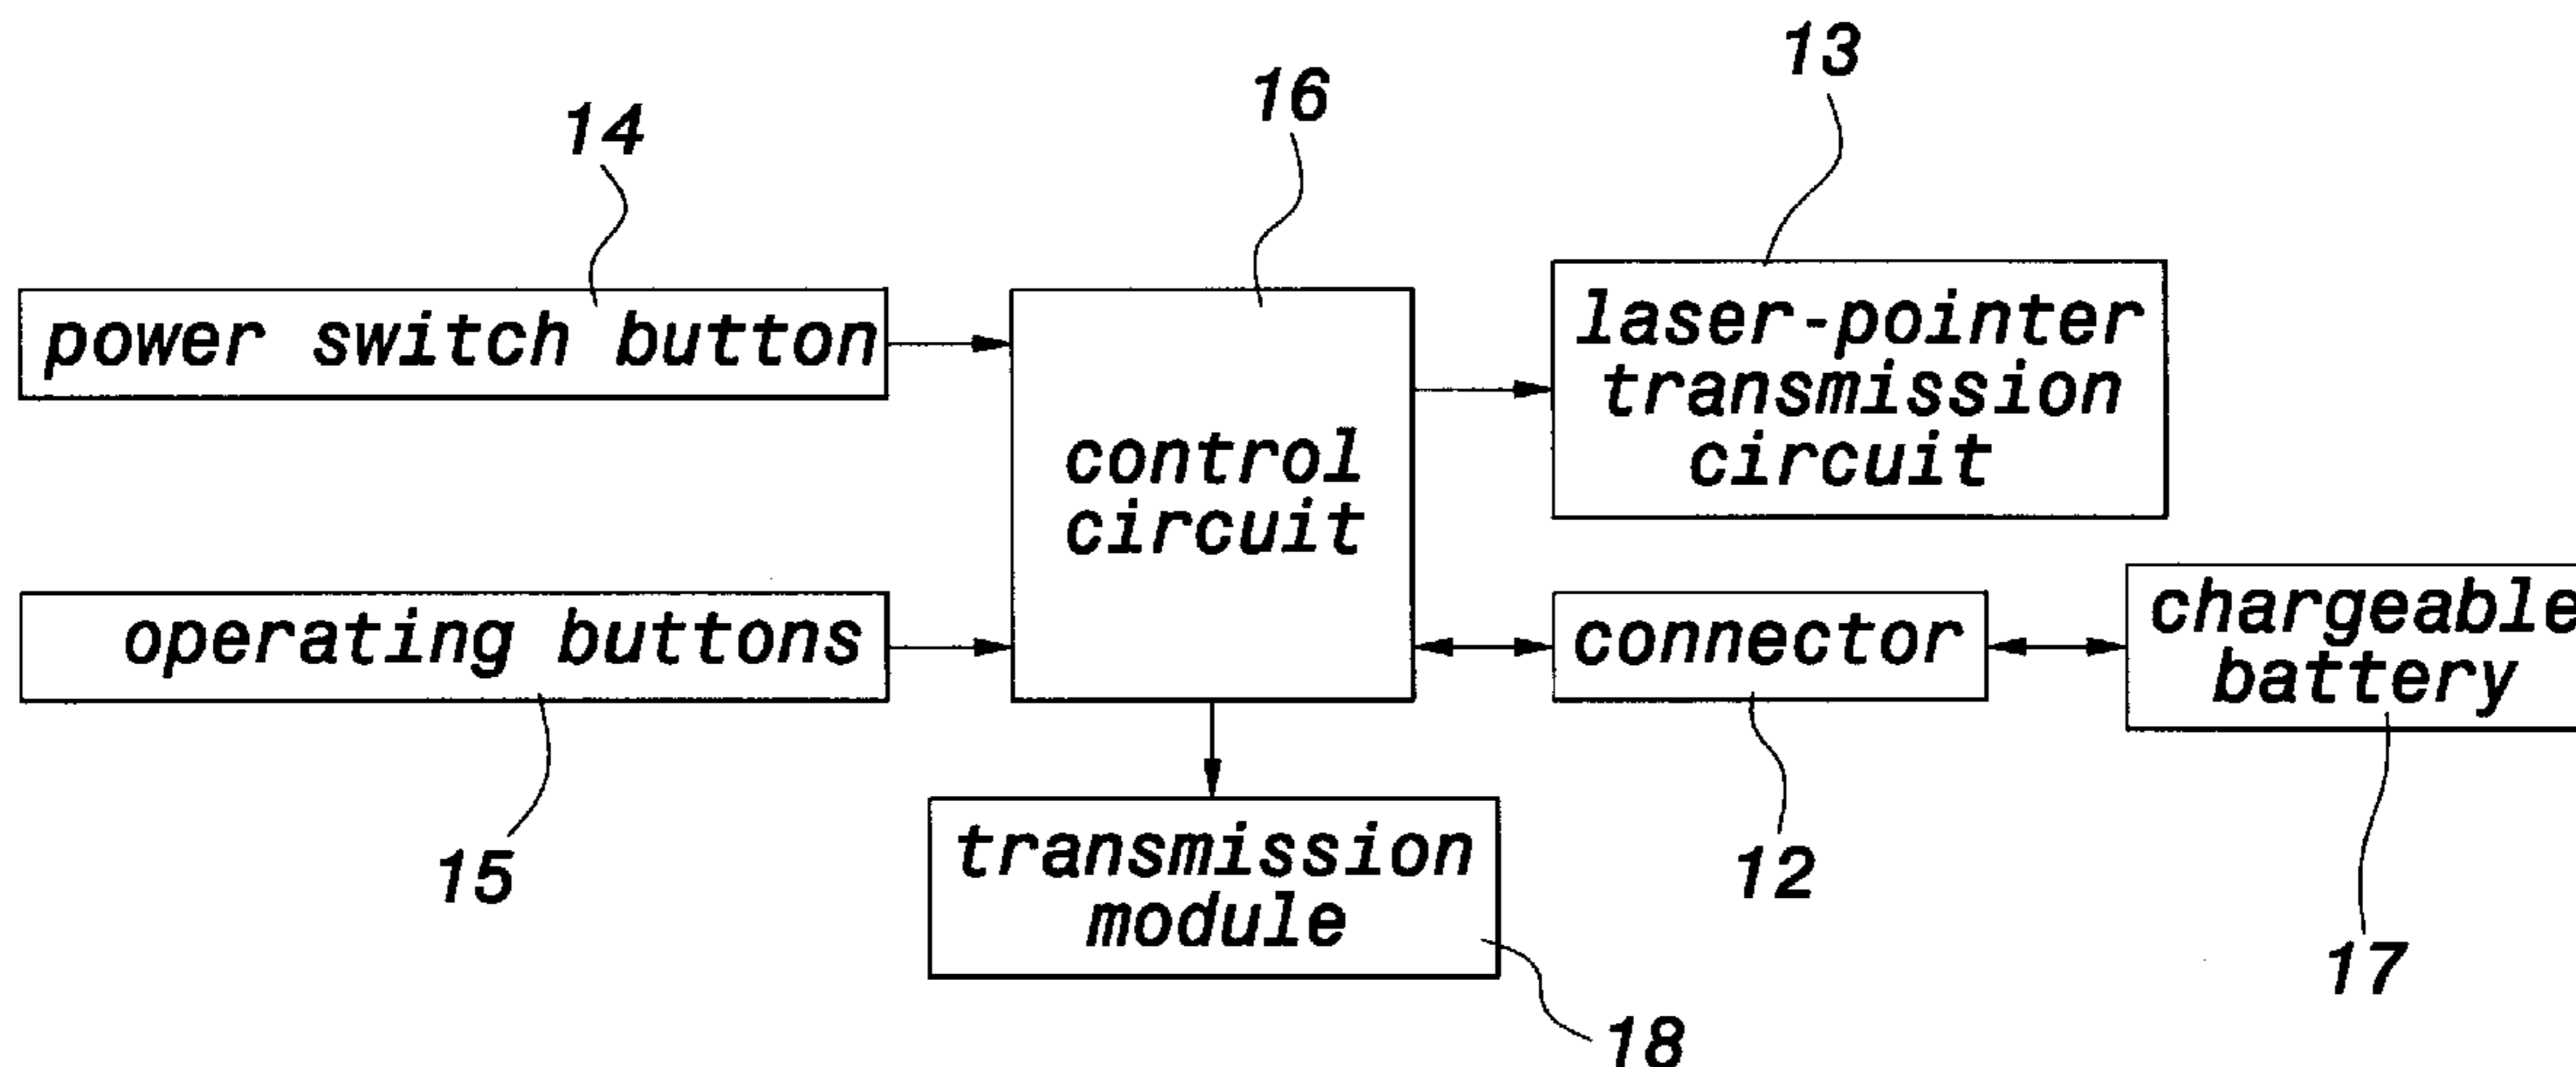 13
16
14
power switch button
laser-pointer
transmission
circuit
control
circuit
operating buttons
connector
chargeable
battery
transmission
module
15
12
17
18